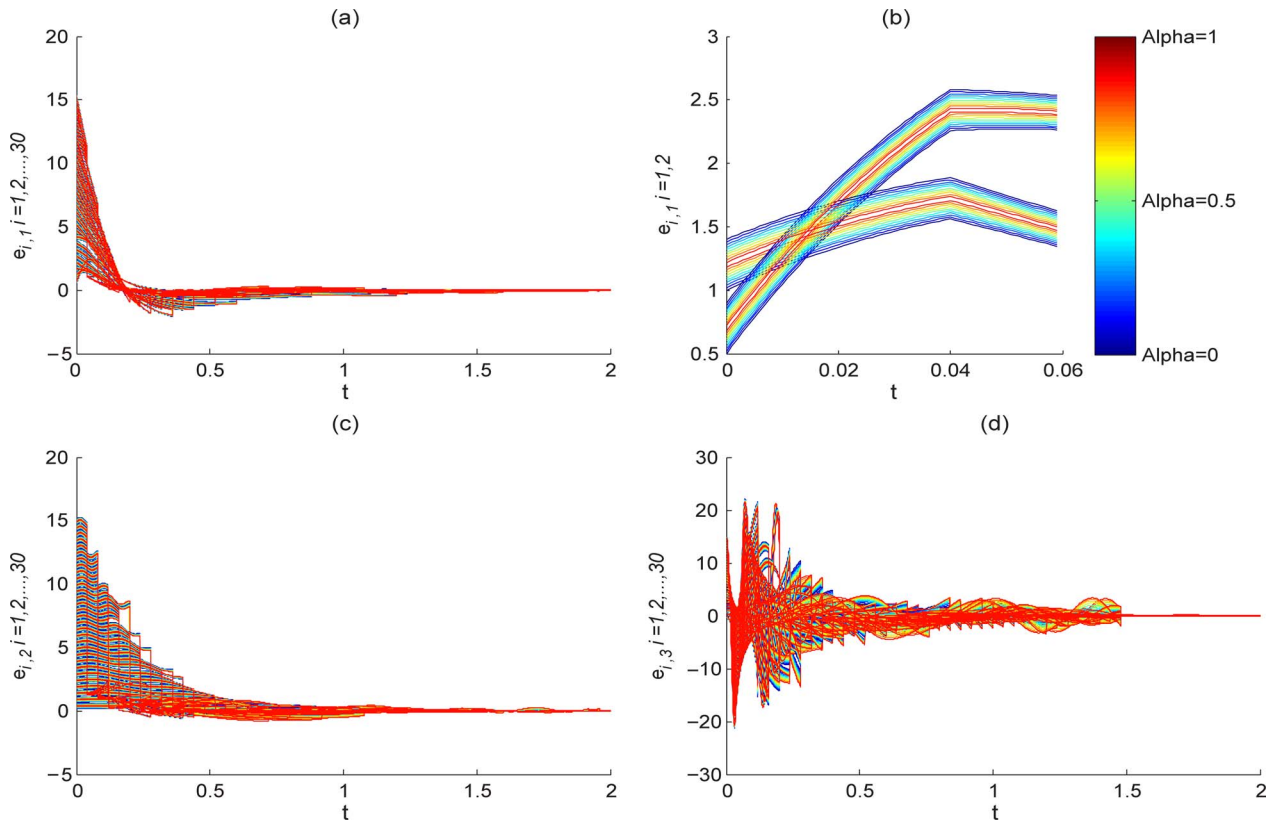 (a)
20
15
10
5
0
−5
e_{i,1} i =1,2,...,30
0
0.5
1
1.5
2
t
(b)
3
2.5
2
1.5
1
0.5
e_{i,1} i=1,2
0
0.02
0.04
0.06
t
Alpha=1
Alpha=0.5
Alpha=0
(c)
20
15
10
5
0
−5
e_{i,2} i =1,2,...,30
0
0.5
1
1.5
2
t
(d)
30
20
10
0
−10
−20
−30
e_{i,3} i =1,2,...,30
0
0.5
1
1.5
2
t